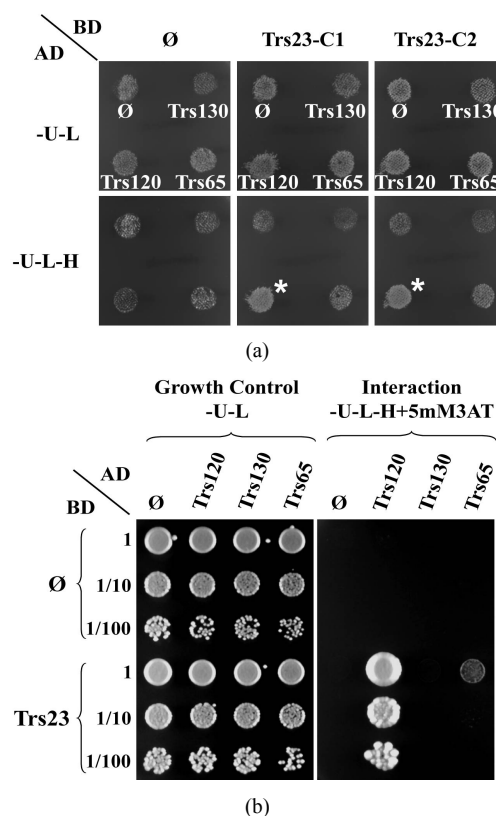 BD
AD
Ø Trs23-C1 Trs23-C2
-U-L
Ø Trs130 Ø Trs130 Ø Trs130
Trs120 Trs65 Trs120 Trs65 Trs120 Trs65
-U-L-H
* *
(a)
Growth Control Interaction
-U-L -U-L-H+5mM3AT
AD
BD
Ø Trs120 Trs130 Trs65 Ø Trs120 Trs130 Trs65
Ø
1
1/10
1/100
Trs23
1
1/10
1/100
(b)